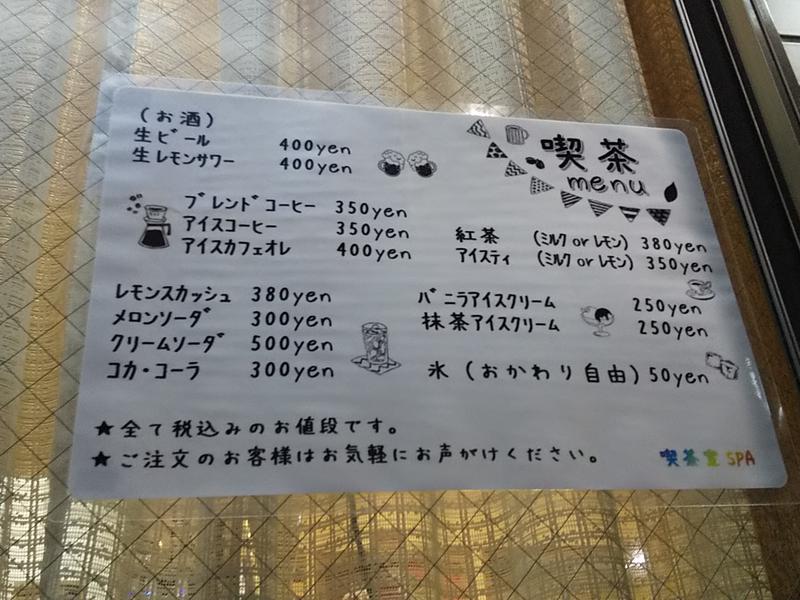 喫茶
menu
(お酒)
生ビール 400yen
生レモンサワー 400yen
ブレンドコーヒー 350yen
アイスコーヒー 350yen
アイスカフェオレ 400yen
紅茶 (ミルク or レモン) 380yen
アイスティ (ミルク or レモン) 350yen
レモンスカッシュ 380yen
メロンソーダ 300yen
クリームソーダ 500yen
コカ・コーラ 300yen
バニラアイスクリーム 250yen
抹茶アイスクリーム 250yen
氷 (おかわり自由) 50yen
★全て税込みのお値段です。
★ご注文のお客様はお気軽にお声がけください。
喫茶室 SPA